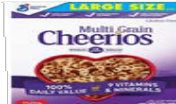 LARGE SIZE
Multi Grain
Cheerios
100%
DAILY VALUE
9 VITAMINS
MINERALS